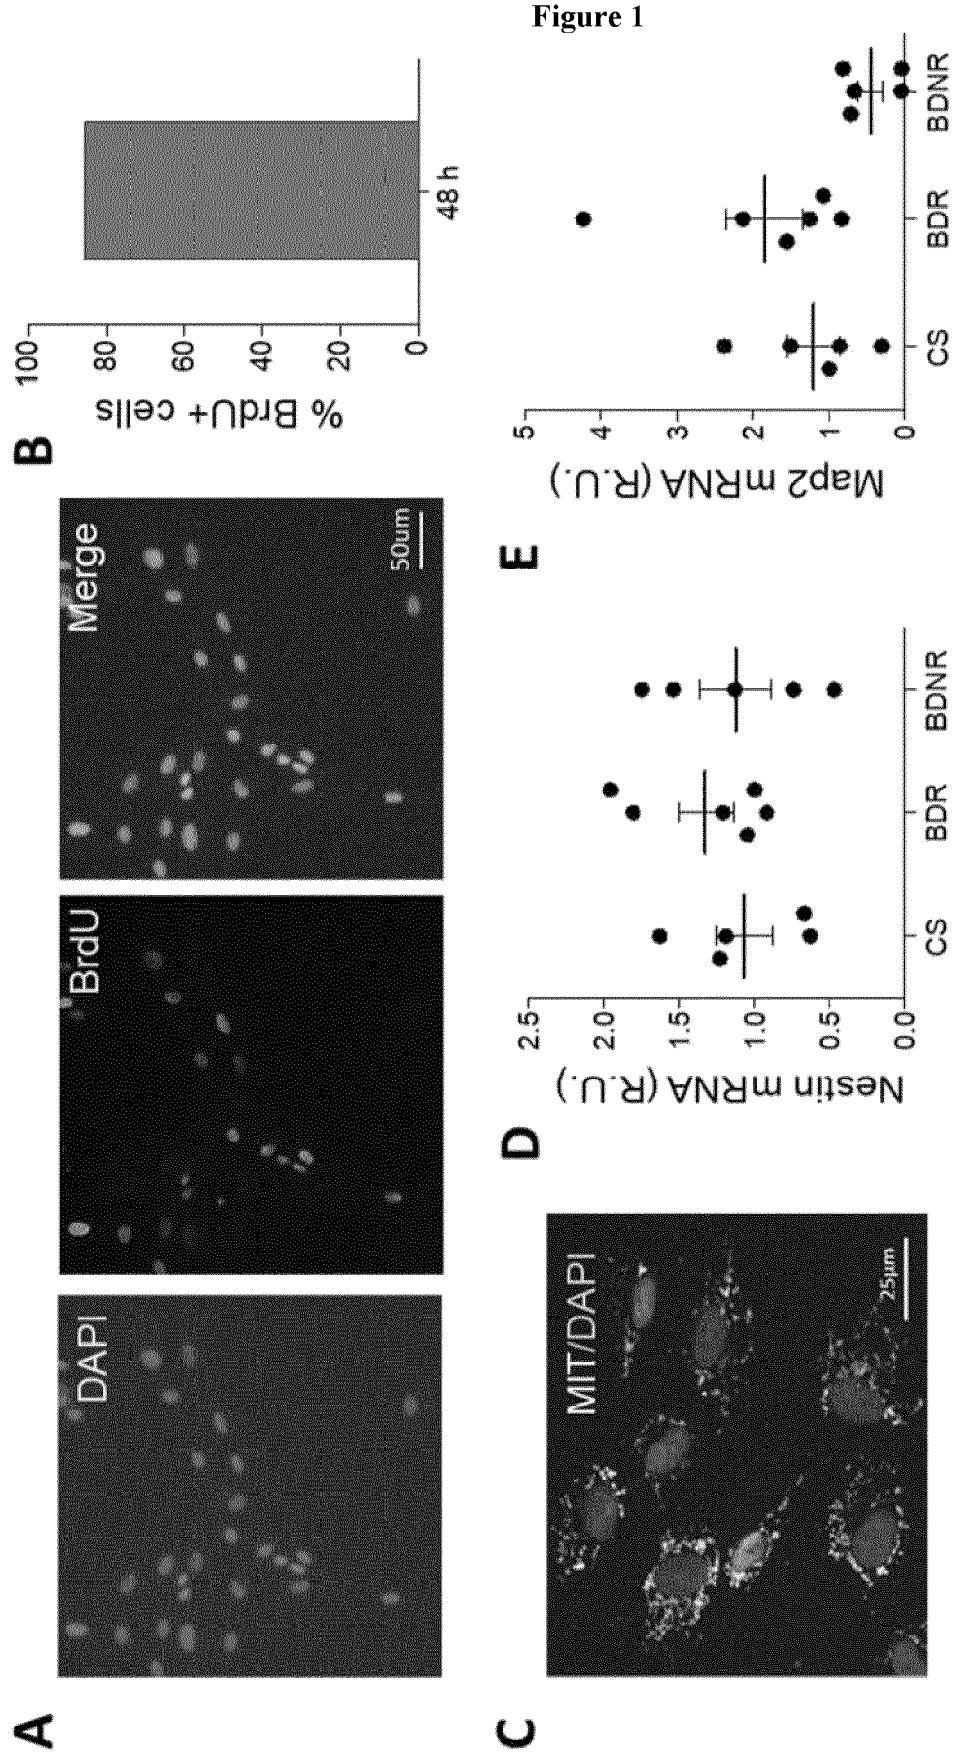 Figure 1
A
DAPI
BrdU
Merge
50um
B
% BrdU+ cells
100
80
60
40
20
0
48 h
C
MIT/DAPI
25µm
D
Nestin mRNA (R.U.)
2.5
2.0
1.5
1.0
0.5
0.0
CS
BDR
BDNR
E
Map2 mRNA (R.U.)
5
4
3
2
1
0
CS
BDR
BDNR